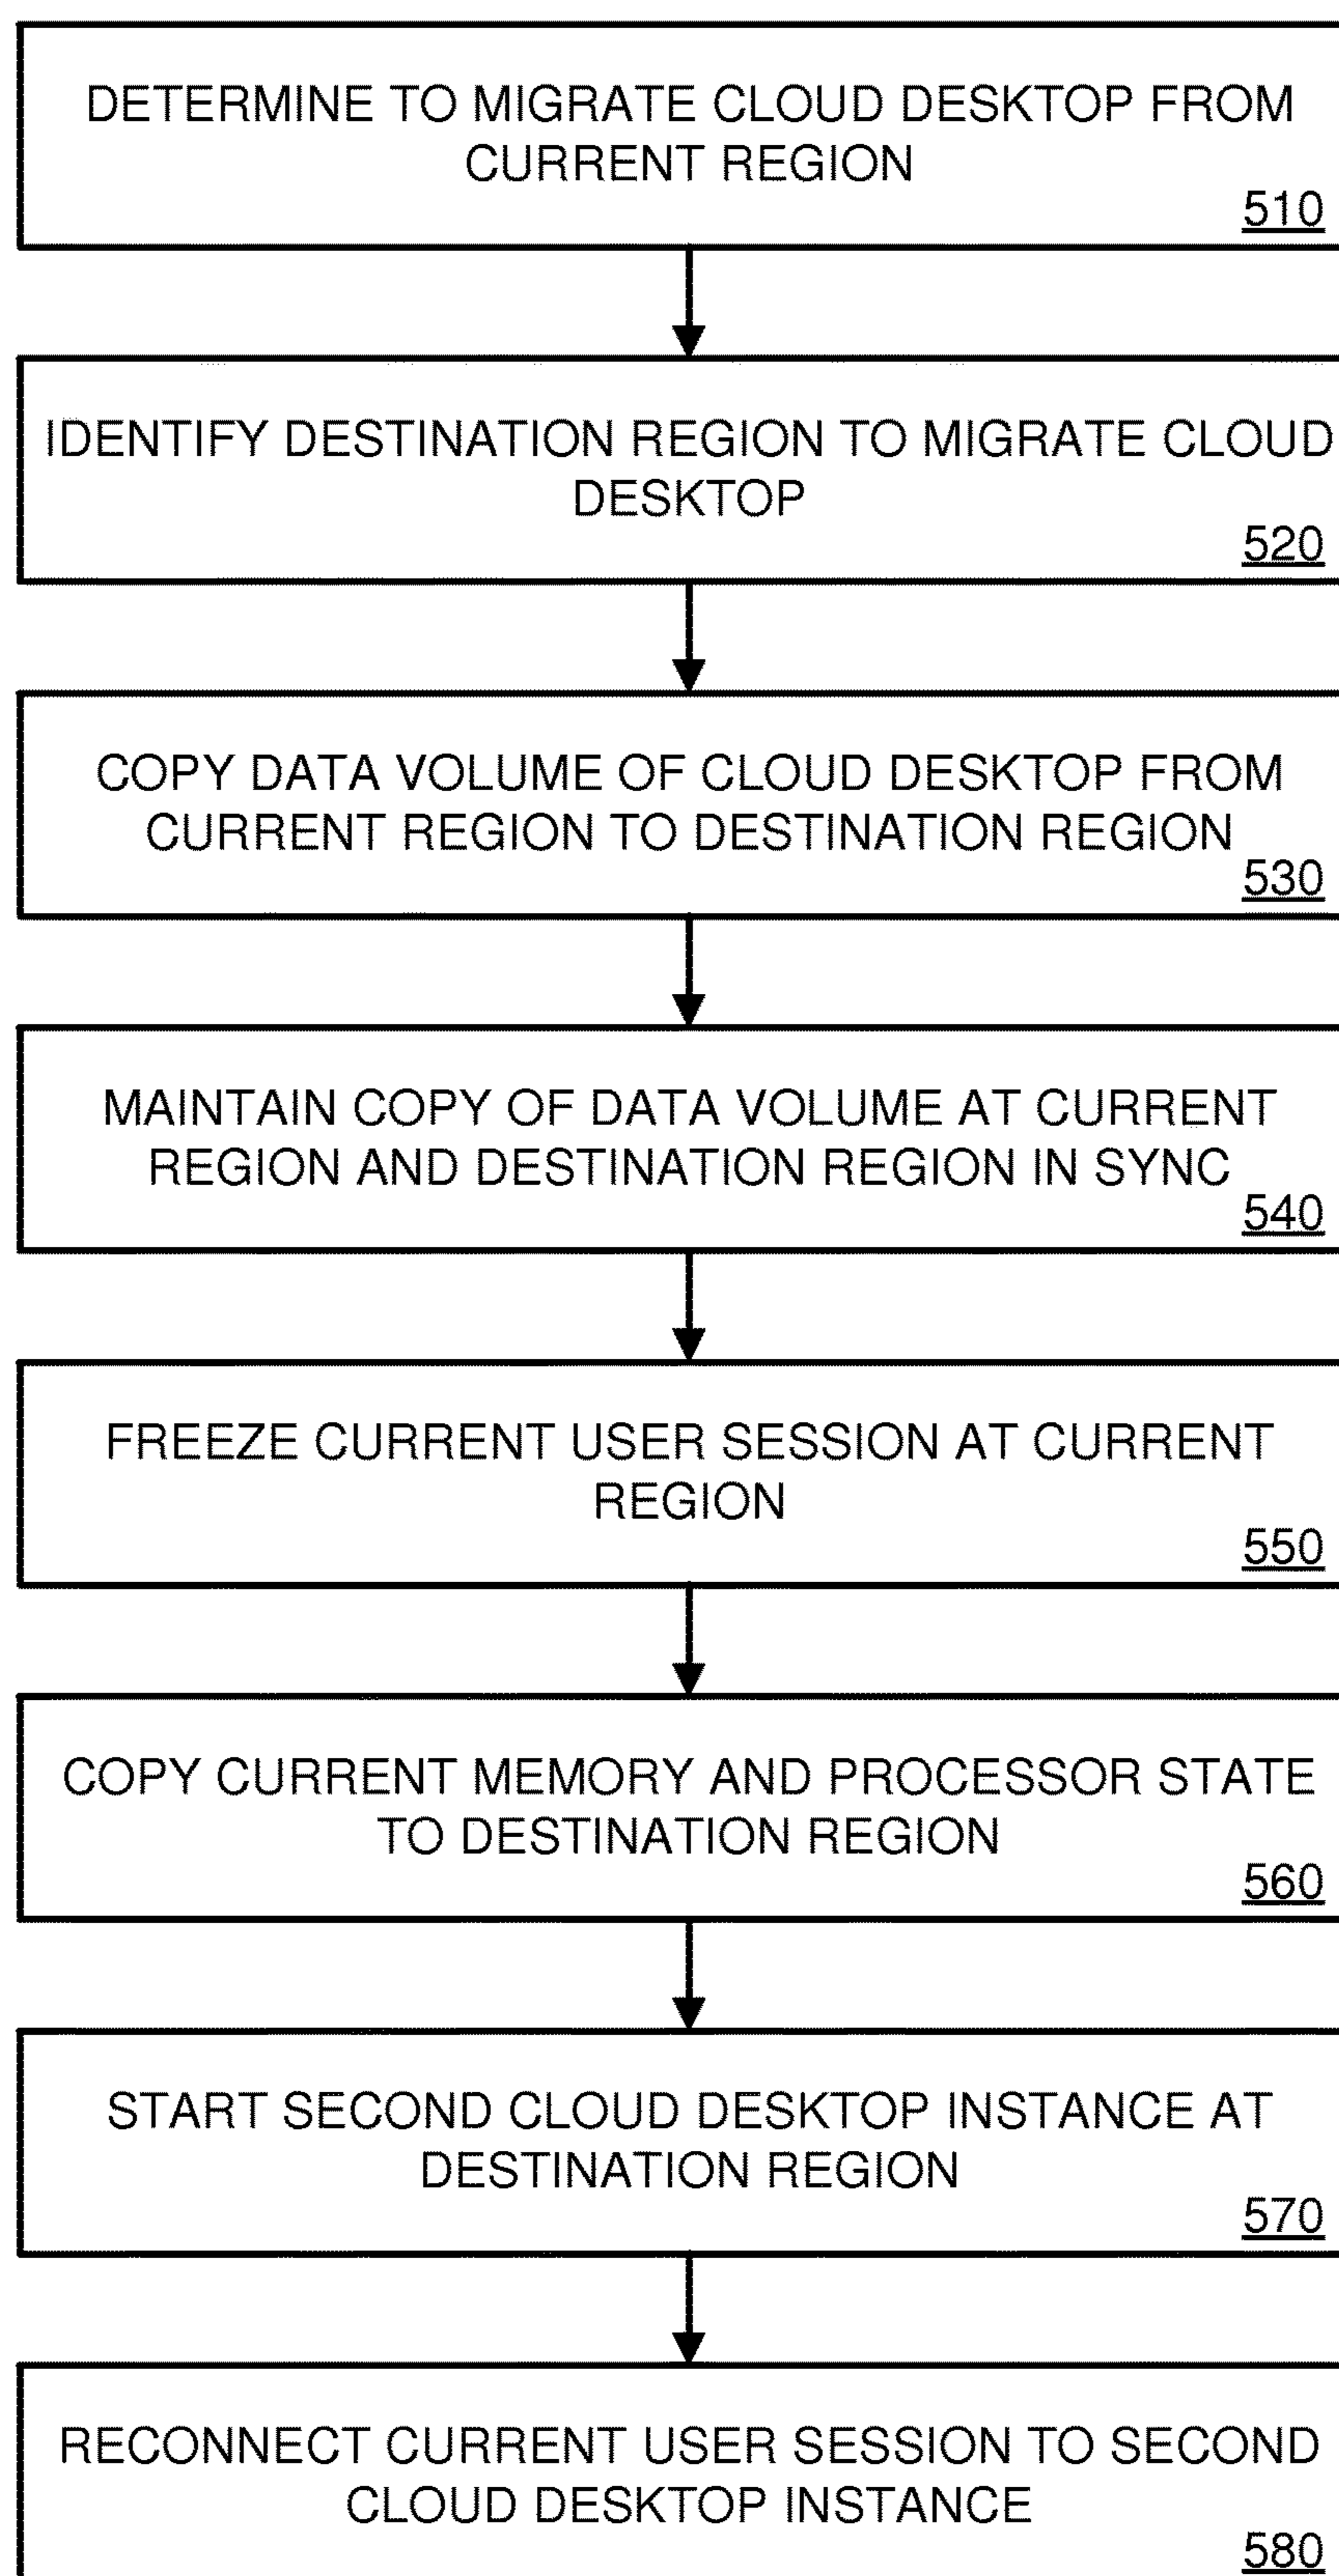 DETERMINE TO MIGRATE CLOUD DESKTOP FROM
CURRENT REGION
510
IDENTIFY DESTINATION REGION TO MIGRATE CLOUD
DESKTOP
520
COPY DATA VOLUME OF CLOUD DESKTOP FROM
CURRENT REGION TO DESTINATION REGION
530
MAINTAIN COPY OF DATA VOLUME AT CURRENT
REGION AND DESTINATION REGION IN SYNC
540
FREEZE CURRENT USER SESSION AT CURRENT
REGION
550
COPY CURRENT MEMORY AND PROCESSOR STATE
TO DESTINATION REGION
560
START SECOND CLOUD DESKTOP INSTANCE AT
DESTINATION REGION
570
RECONNECT CURRENT USER SESSION TO SECOND
CLOUD DESKTOP INSTANCE
580